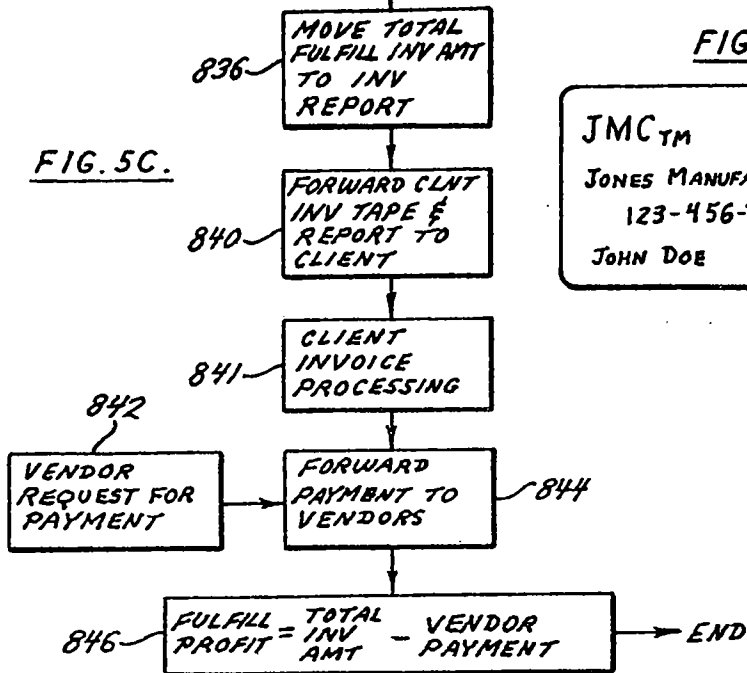 836
MOVE TOTAL
FULFILL INV AMT
TO INV
REPORT
FIG. 5C.
840
FORWARD CLNT
INV TAPE &
REPORT TO
CLIENT
841
CLIENT
INVOICE
PROCESSING
842
VENDOR
REQUEST FOR
PAYMENT
FORWARD
PAYMENT TO
VENDORS
844
846
FULFILL PROFIT = TOTAL INV AMT - VENDOR PAYMENT
END
FIG
JMC TM
JONES MANUFA
123-456-
JOHN DOE